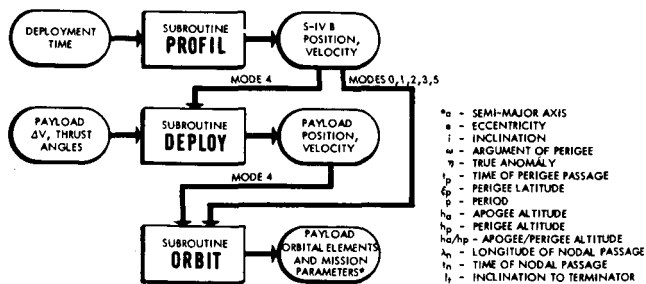 DEPLOYMENT
TIME
SUBROUTINE
PROFIL
S-IV B
POSITION,
VELOCITY
MODE 4
MODES 0,1,2,3,5
PAYLOAD
ΔV, THRUST
ANGLES
SUBROUTINE
DEPLOY
PAYLOAD
POSITION,
VELOCITY
MODE 4
SUBROUTINE
ORBIT
PAYLOAD
ORBITAL ELEMENTS
AND MISSION
PARAMETERS*
*a - SEMI-MAJOR AXIS
e - ECCENTRICITY
i - INCLINATION
ω - ARGUMENT OF PERIGEE
η - TRUE ANOMALY
tp - TIME OF PERIGEE PASSAGE
ξp - PERIGEE LATITUDE
P - PERIOD
ha - APOGEE ALTITUDE
hp - PERIGEE ALTITUDE
ha/hp - APOGEE/PERIGEE ALTITUDE
λn - LONGITUDE OF NODAL PASSAGE
tn - TIME OF NODAL PASSAGE
It - INCLINATION TO TERMINATOR